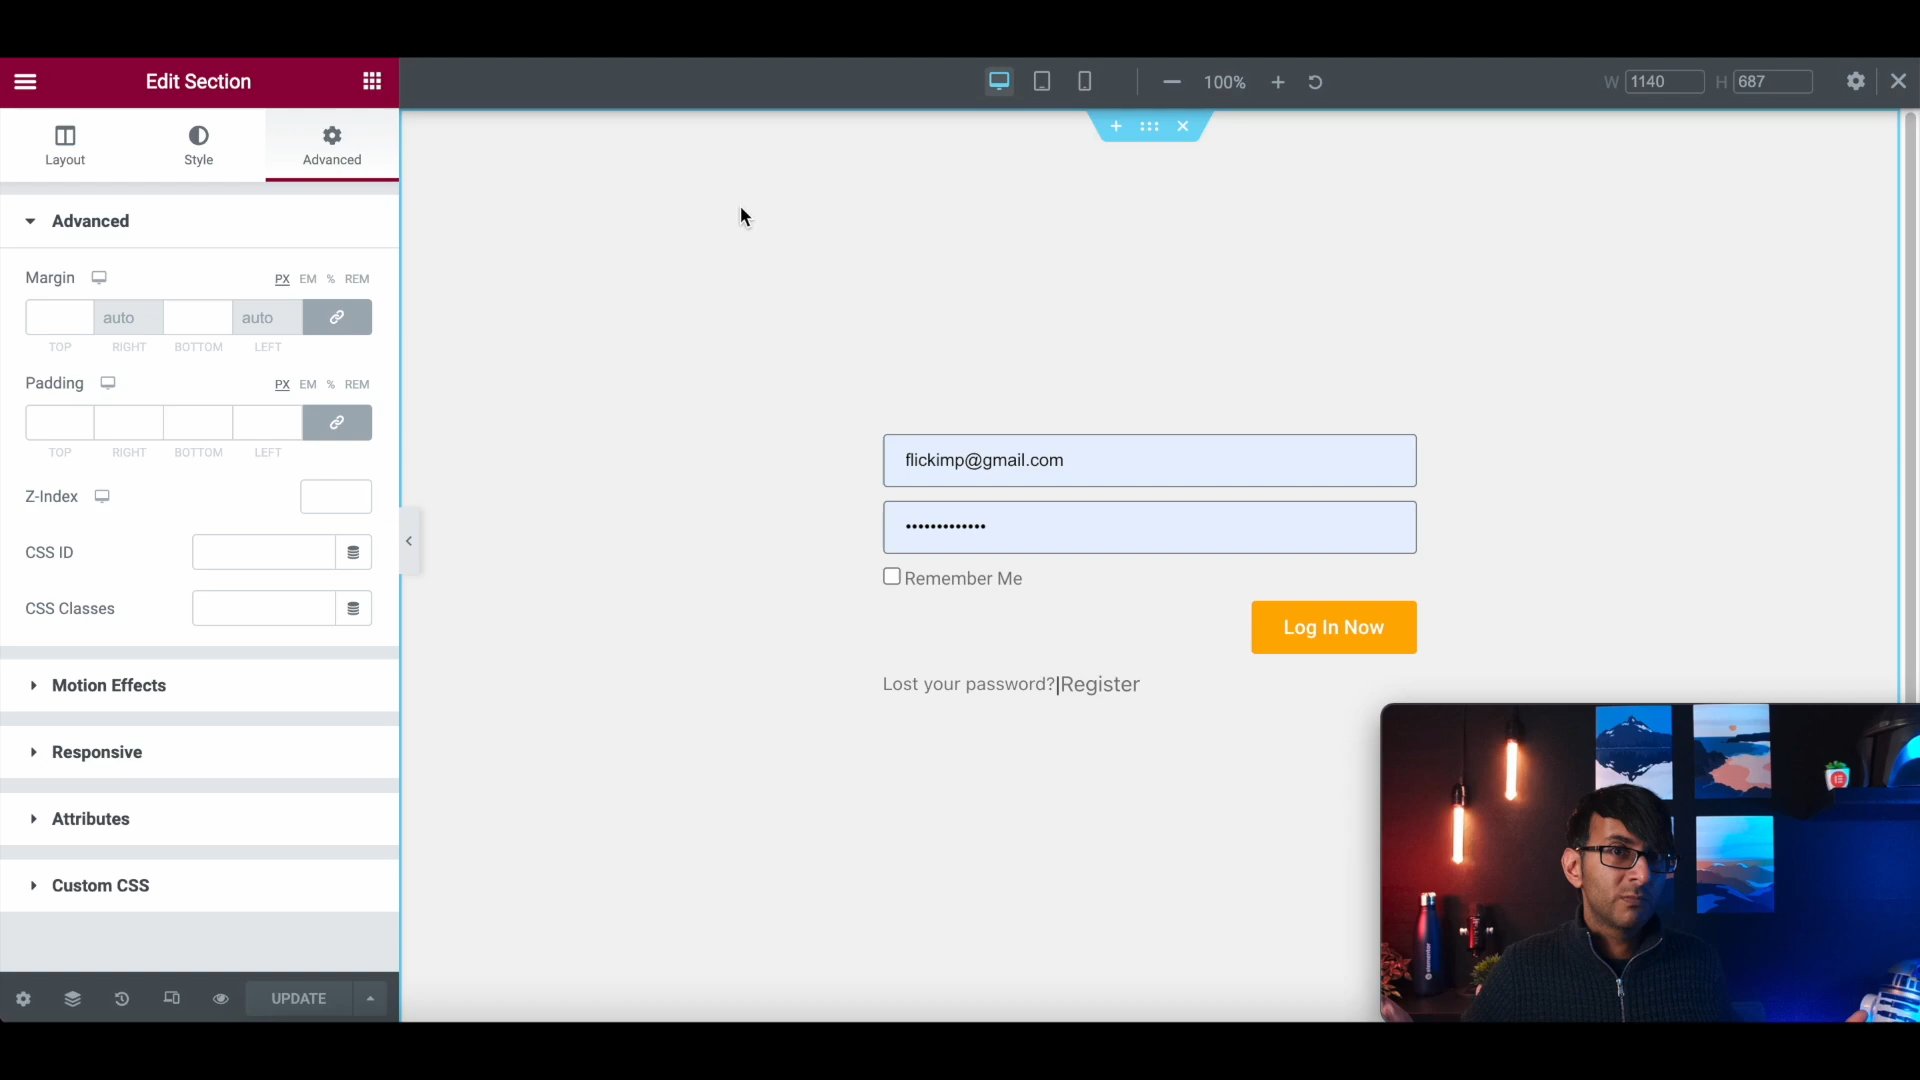 Edit Section
100%
W 1140 H 687
Layout
Style
Advanced
Advanced
Margin
PX EM % REM
auto
auto
TOP RIGHT BOTTOM LEFT
Padding
PX EM % REM
TOP RIGHT BOTTOM LEFT
Z-Index
CSS ID
CSS Classes
Motion Effects
Responsive
Attributes
Custom CSS
UPDATE
flickimp@gmail.com
•••••••••••••
Remember Me
Log In Now
Lost your password?|Register
elementor